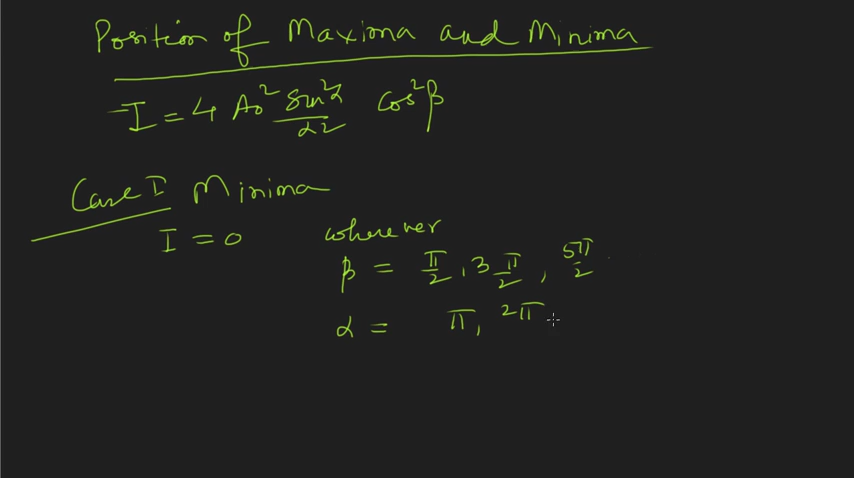 Position of Maxima and Minima
I = 4 A₀² sin²α/α² cos²β
Case I Minima
I = 0 wherever
β = π/2, 3π/2, 5π/2
α = π, 2π